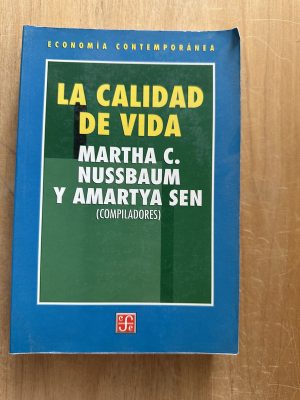 ECONOMÍA CONTEMPORÁNEA
LA CALIDAD
DE VIDA
MARTHA C.
NUSSBAUM
Y AMARTYA SEN
(COMPILADORES)